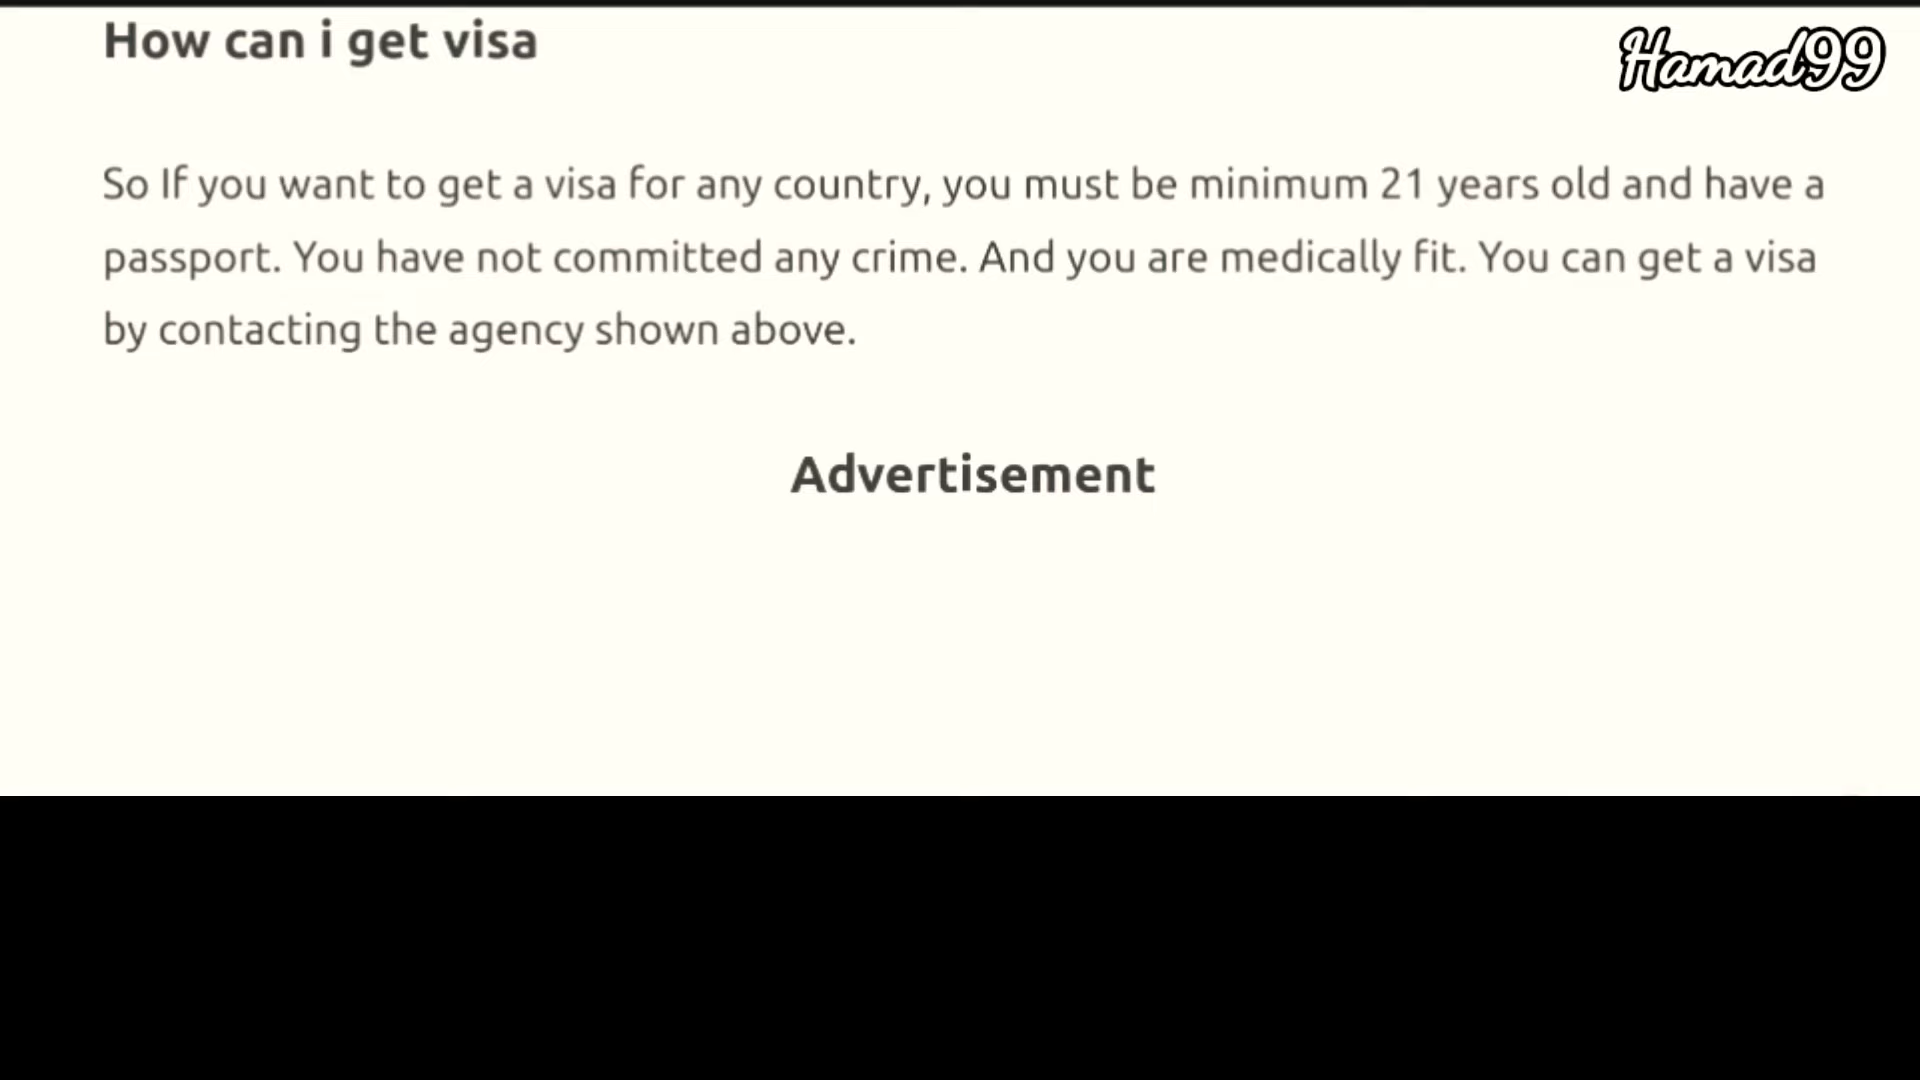 How can i get visa
Hamad99
So If you want to get a visa for any country, you must be minimum 21 years old and have a
passport. You have not committed any crime. And you are medically fit. You can get a visa
by contacting the agency shown above.
Advertisement